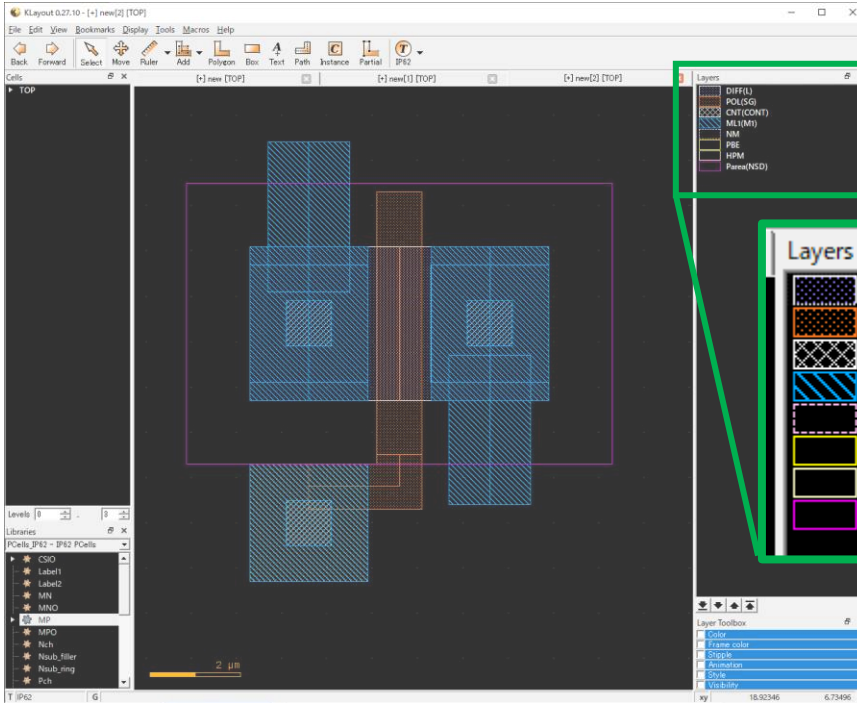 KLayout 0.27.10 - [+] new[2] [TOP]
File Edit View Bookmarks Display Tools Macros Help
Back Forward Select Move Ruler Add Polygon Box Text Path Instance Partial IP62
Cells
[+] new [TOP] [+] new[1] [TOP] [+] new[2] [TOP]
Layers
TOP
DIFF(L)
POL(SG)
CNT(CONT)
ML1(M1)
NM
PBE
HPM
Parea(NSD)
Layers
Levels 0 .. 8
Libraries
PCells_IP62 - IP62 PCells
CSIO
Label1
Label2
MN
MNO
MP
MPO
Nch
Nsub_filler
Nsub_ring
Pch
2 μm
Layer Toolbox
Color
Frame color
Stipple
Animation
Style
Visibility
T IP62 G xy 18.92346 6.73496